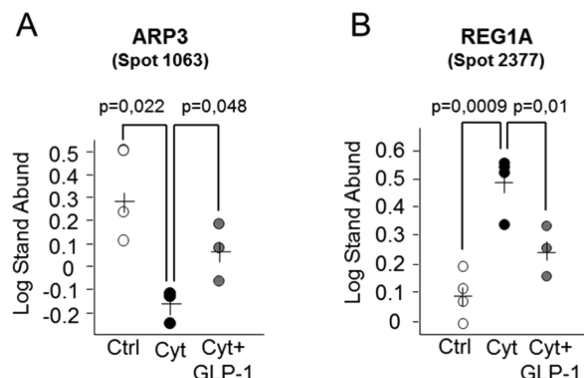 A
ARP3
(Spot 1063)
p=0,022
p=0,048
Log Stand Abund
0.5
0.4
0.3
0.2
0.1
0
-0.1
-0.2
Ctrl
Cyt
Cyt+
GLP-1
B
REG1A
(Spot 2377)
p=0,0009
p=0,01
Log Stand Abund
0.6
0.5
0.4
0.3
0.2
0.1
0
Ctrl
Cyt
Cyt+
GLP-1